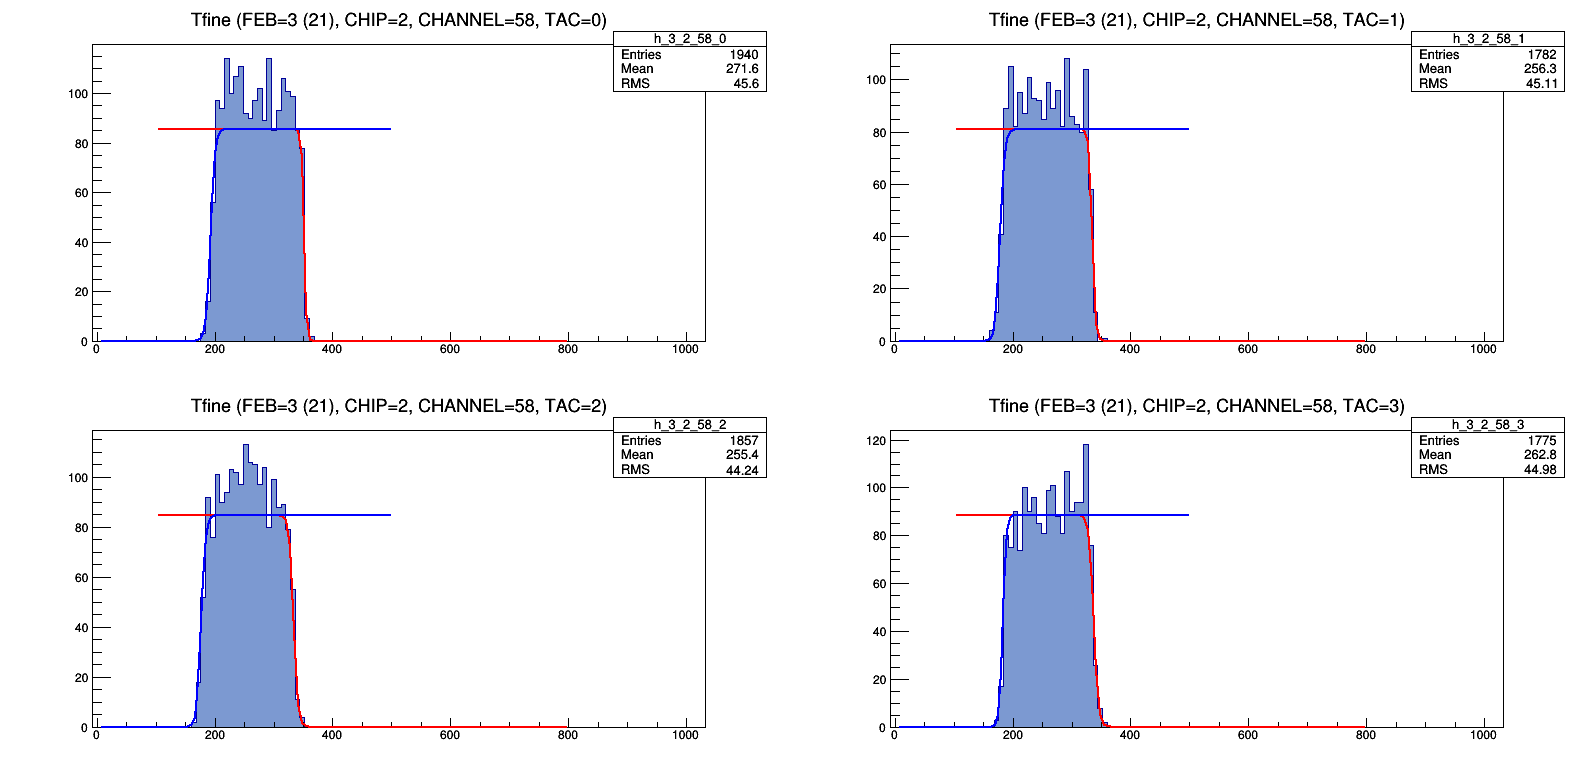 Tfine (FEB=3 (21), CHIP=2, CHANNEL=58, TAC=0)
h_3_2_58_0
Entries 1940
Mean 271.6
RMS 45.6
100
80
60
40
20
0
0 200 400 600 800 1000
Tfine (FEB=3 (21), CHIP=2, CHANNEL=58, TAC=1)
h_3_2_58_1
Entries 1782
Mean 256.3
RMS 45.11
100
80
60
40
20
0
0 200 400 600 800 1000
Tfine (FEB=3 (21), CHIP=2, CHANNEL=58, TAC=2)
h_3_2_58_2
Entries 1857
Mean 255.4
RMS 44.24
100
80
60
40
20
0
0 200 400 600 800 1000
Tfine (FEB=3 (21), CHIP=2, CHANNEL=58, TAC=3)
h_3_2_58_3
Entries 1775
Mean 262.8
RMS 44.98
120
100
80
60
40
20
0
0 200 400 600 800 1000